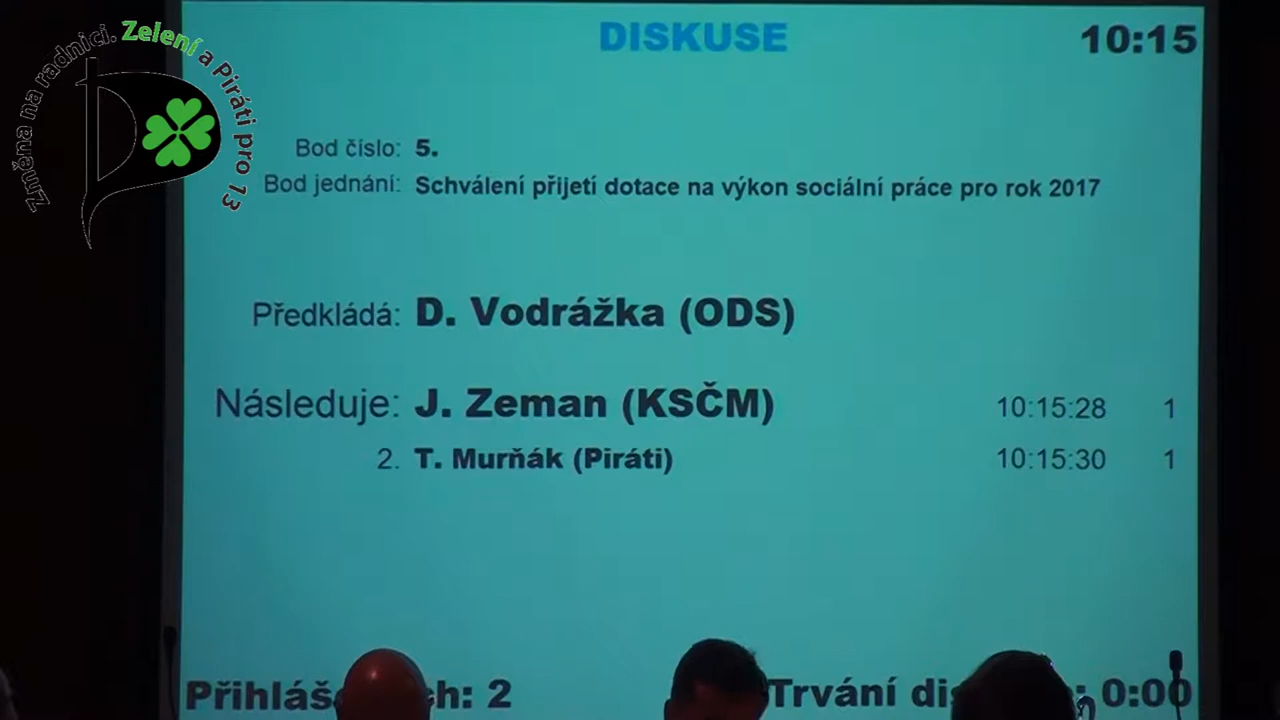 Změna na radnici. Zelení a Piráti pro 13
DISKUSE
10:15
Bod číslo: 5.
Bod jednání: Schválení přijetí dotace na výkon sociální práce pro rok 2017
Předkládá: D. Vodrážka (ODS)
Následuje: J. Zeman (KSČM) 10:15:28 1
2. T. Murňák (Piráti) 10:15:30 1
2
Trvání 0:00